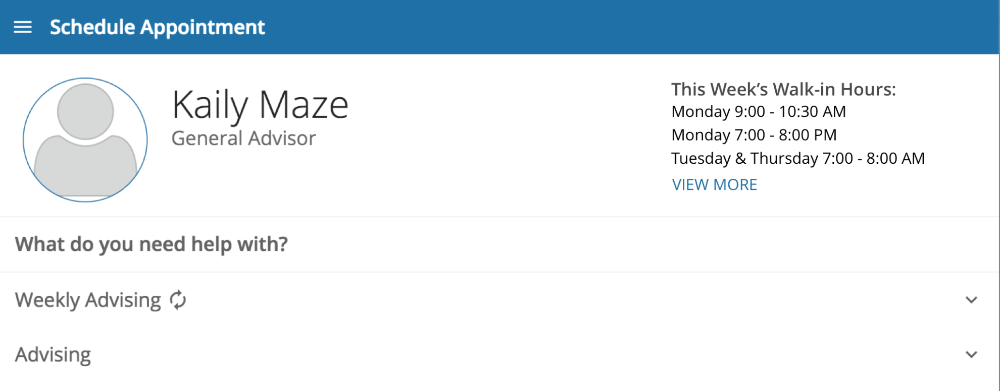 Schedule Appointment
Kaily Maze
General Advisor
This Week’s Walk-in Hours:
Monday 9:00 - 10:30 AM
Monday 7:00 - 8:00 PM
Tuesday & Thursday 7:00 - 8:00 AM
VIEW MORE
What do you need help with?
Weekly Advising
Advising